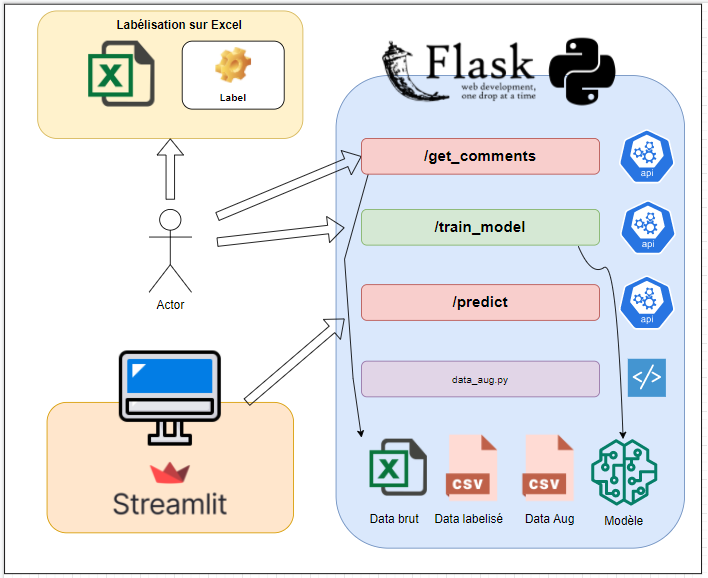 Labélisation sur Excel
X
Label
Flask
web development,
one drop at a time
/get_comments
api
/train_model
api
Actor
/predict
api
data_aug.py
</>
Streamlit
X
CSV
CSV
Data brut
Data labelisé
Data Aug
Modèle